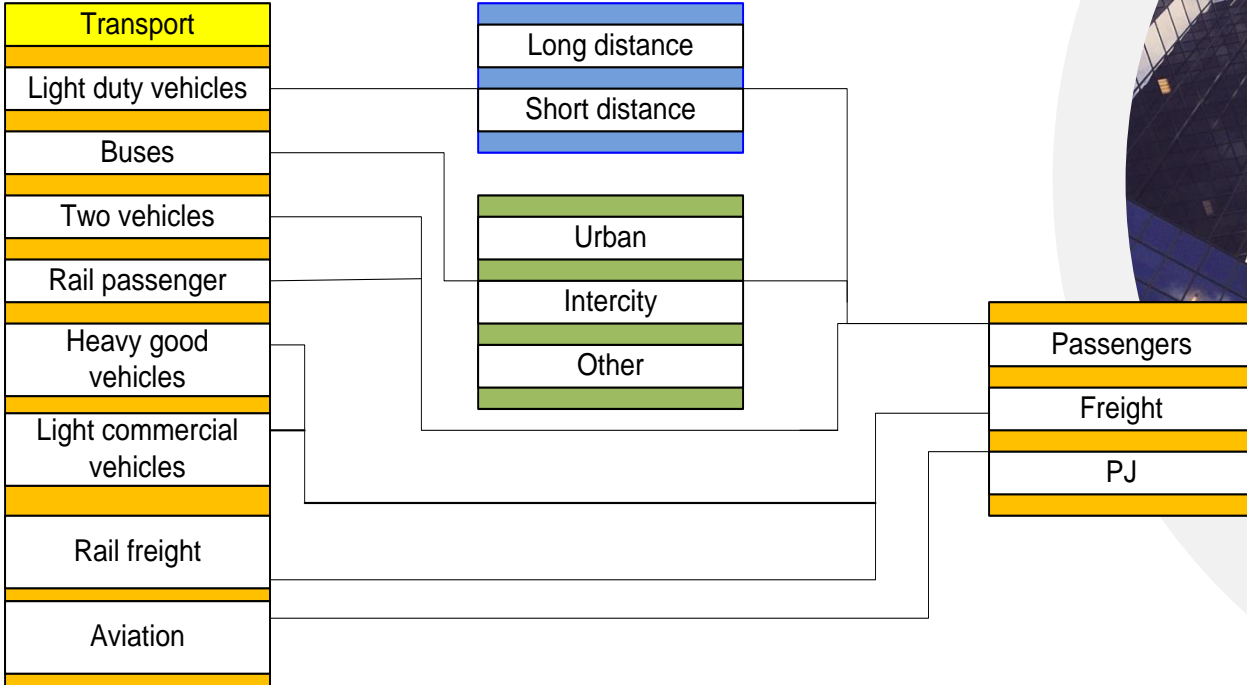 Transport
Light duty vehicles
Buses
Two vehicles
Rail passenger
Heavy good
vehicles
Light commercial
vehicles
Rail freight
Aviation
Long distance
Short distance
Urban
Intercity
Other
Passengers
Freight
PJ